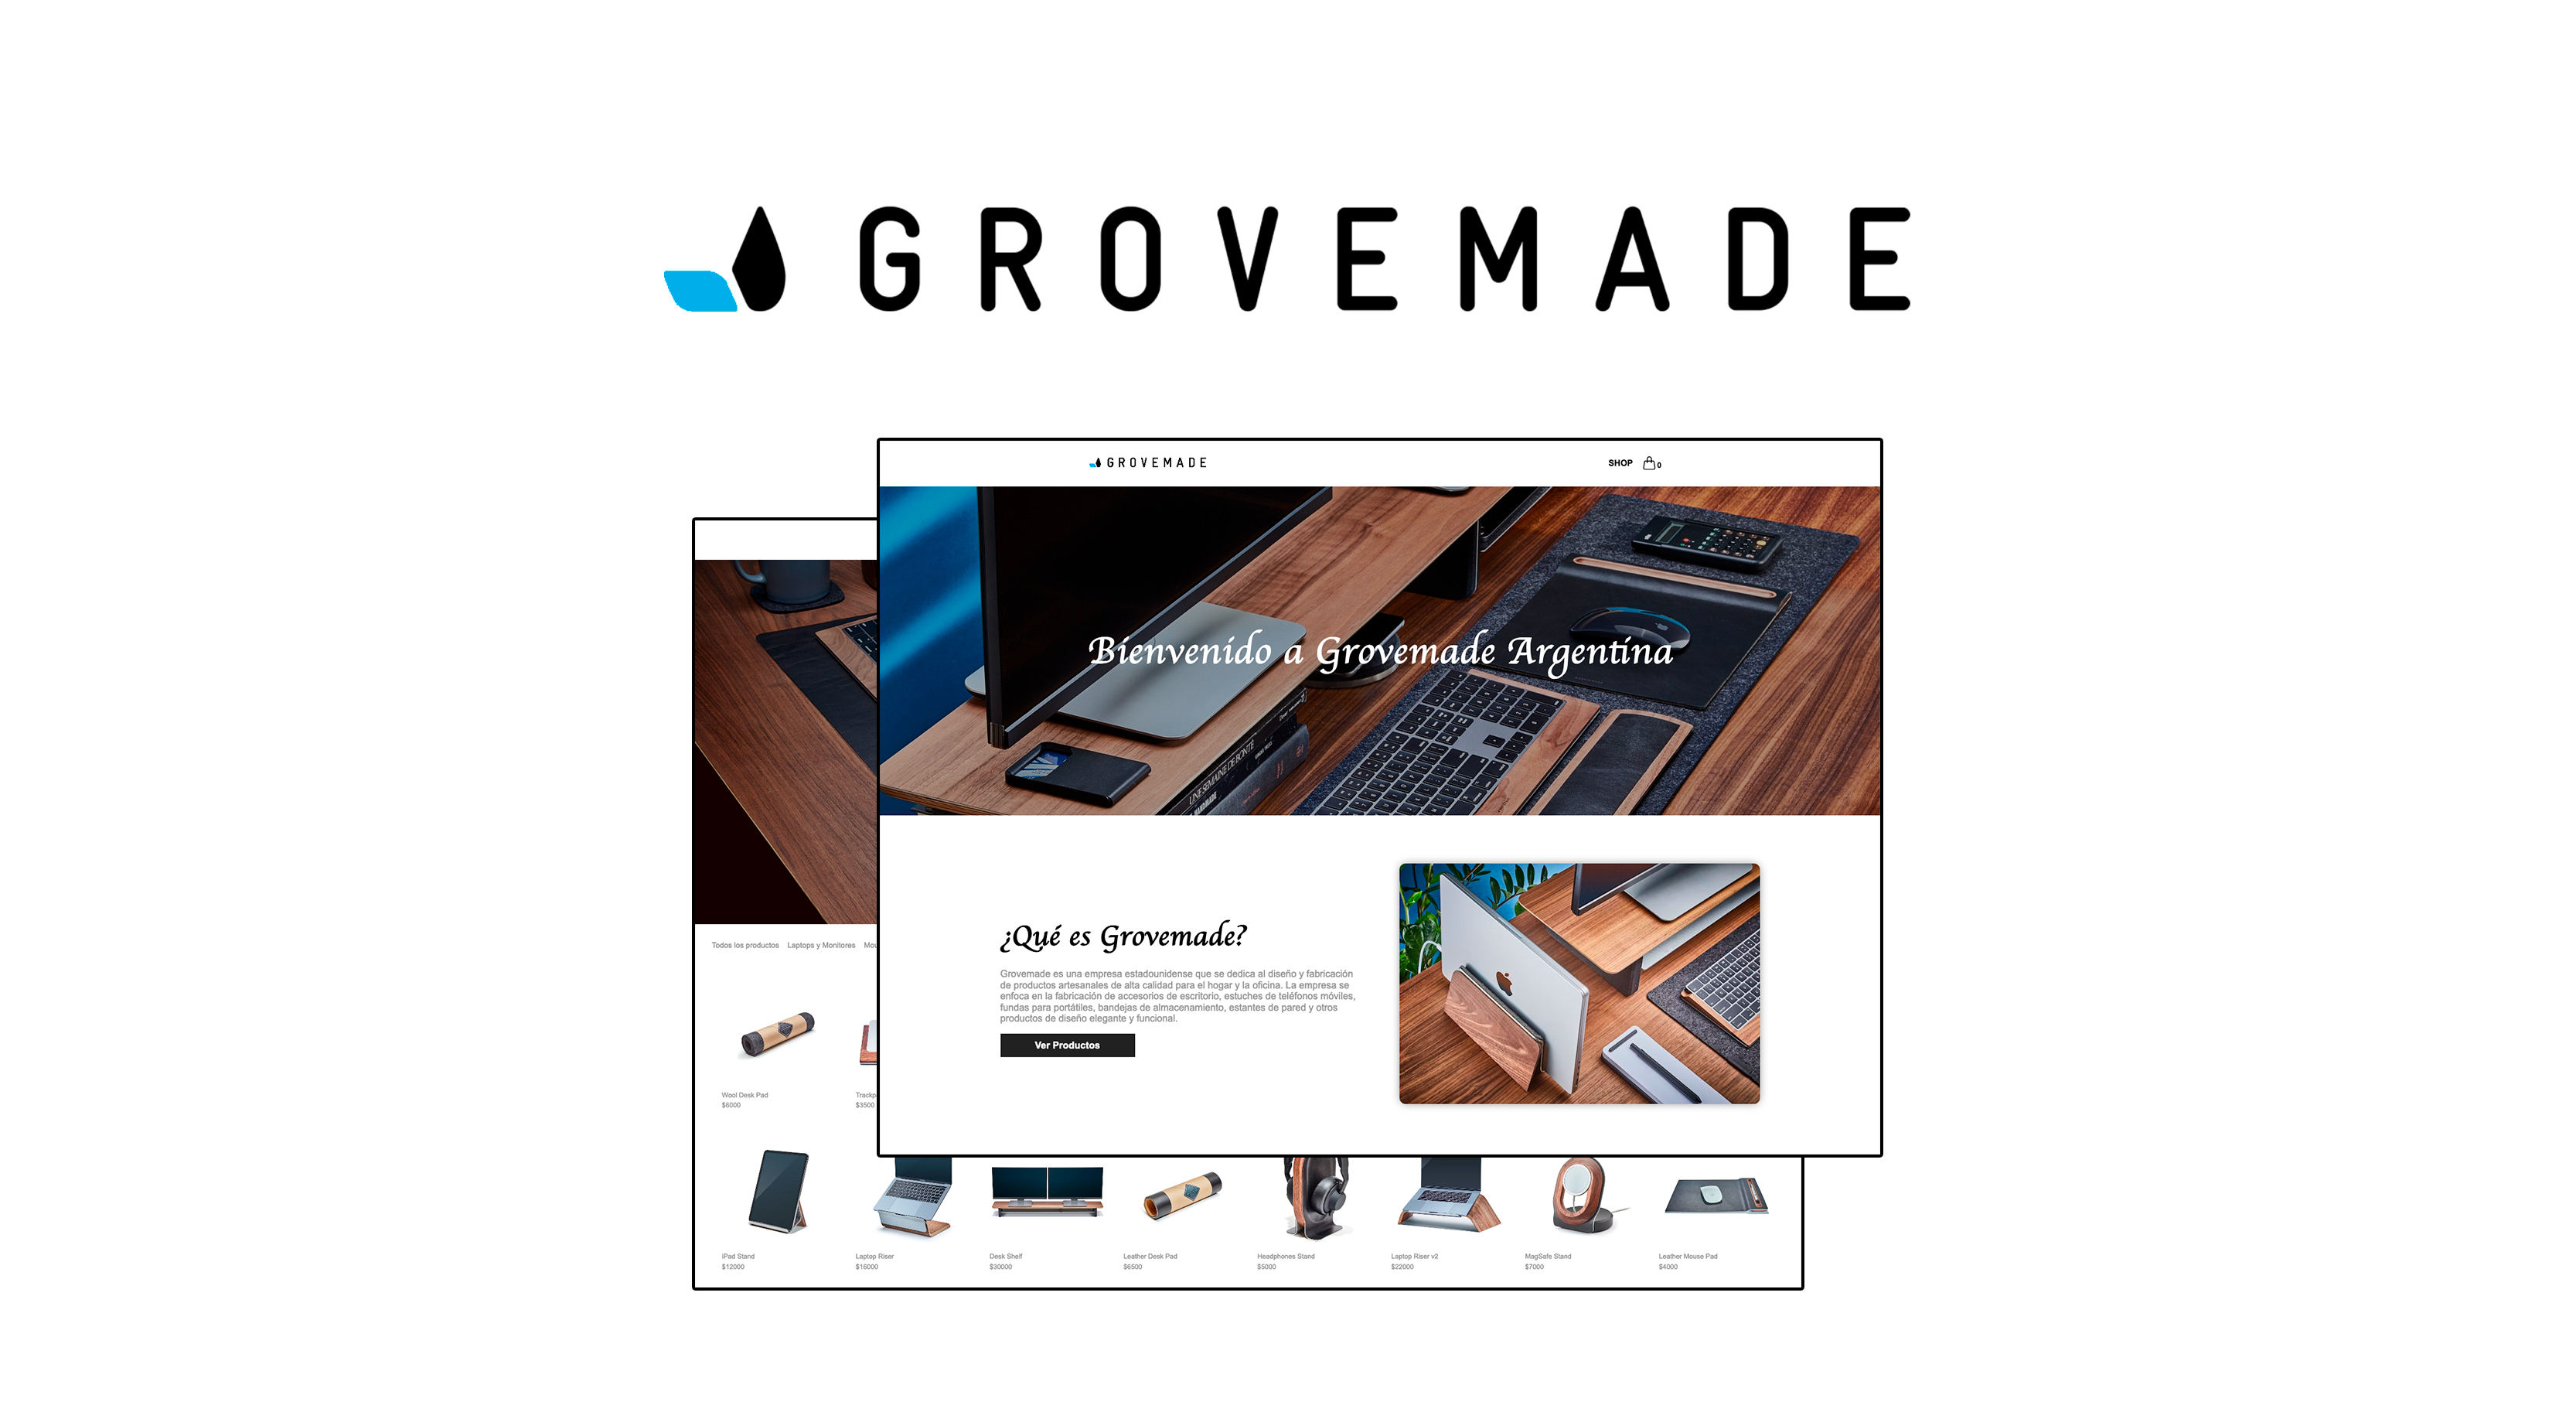 GROVEMADE
GROVEMADE
SHOP 0
Bienvenido a Grovemade Argentina
UNE SEMAINE DE BONTÉ
HANDMADE
¿Qué es Grovemade?
Grovemade es una empresa estadounidense que se dedica al diseño y fabricación
de productos artesanales de alta calidad para el hogar y la oficina. La empresa se
enfoca en la fabricación de accesorios de escritorio, estuches de teléfonos móviles,
fundas para portátiles, bandejas de almacenamiento, estantes de pared y otros
productos de diseño elegante y funcional.
Ver Productos
Todos los productos Laptops y Monitores Mou
Wool Desk Pad
$6000
Trackp
$3500
iPad Stand
$12000
Laptop Riser
$16000
Desk Shelf
$30000
Leather Desk Pad
$6500
Headphones Stand
$5000
Laptop Riser v2
$22000
MagSafe Stand
$7000
Leather Mouse Pad
$4000